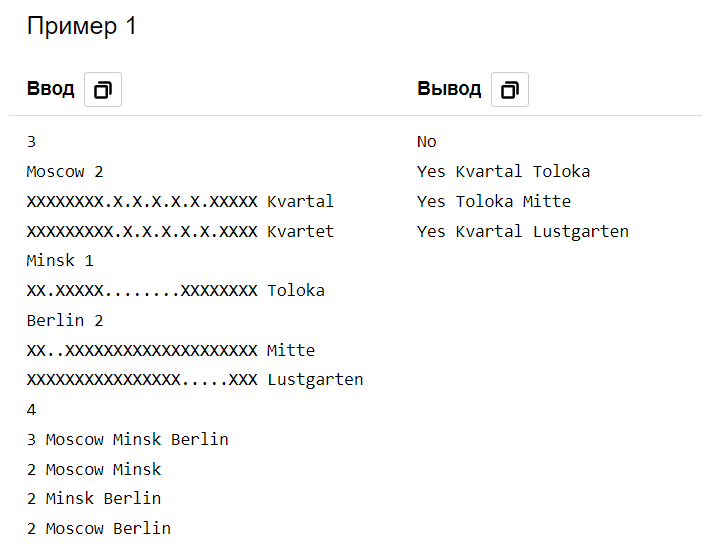 Пример 1
Ввод
3
Moscow 2
XXXXXXXX.X.X.X.X.X.XXXXX Kvartal
XXXXXXXXX.X.X.X.X.X.XXXX Kvartet
Minsk 1
XX.XXXXX........XXXXXXXX Toloka
Berlin 2
XX..XXXXXXXXXXXXXXXXXXXX Mitte
XXXXXXXXXXXXXXXX.....XXX Lustgarten
4
3 Moscow Minsk Berlin
2 Moscow Minsk
2 Minsk Berlin
2 Moscow Berlin
Вывод
No
Yes Kvartal Toloka
Yes Toloka Mitte
Yes Kvartal Lustgarten